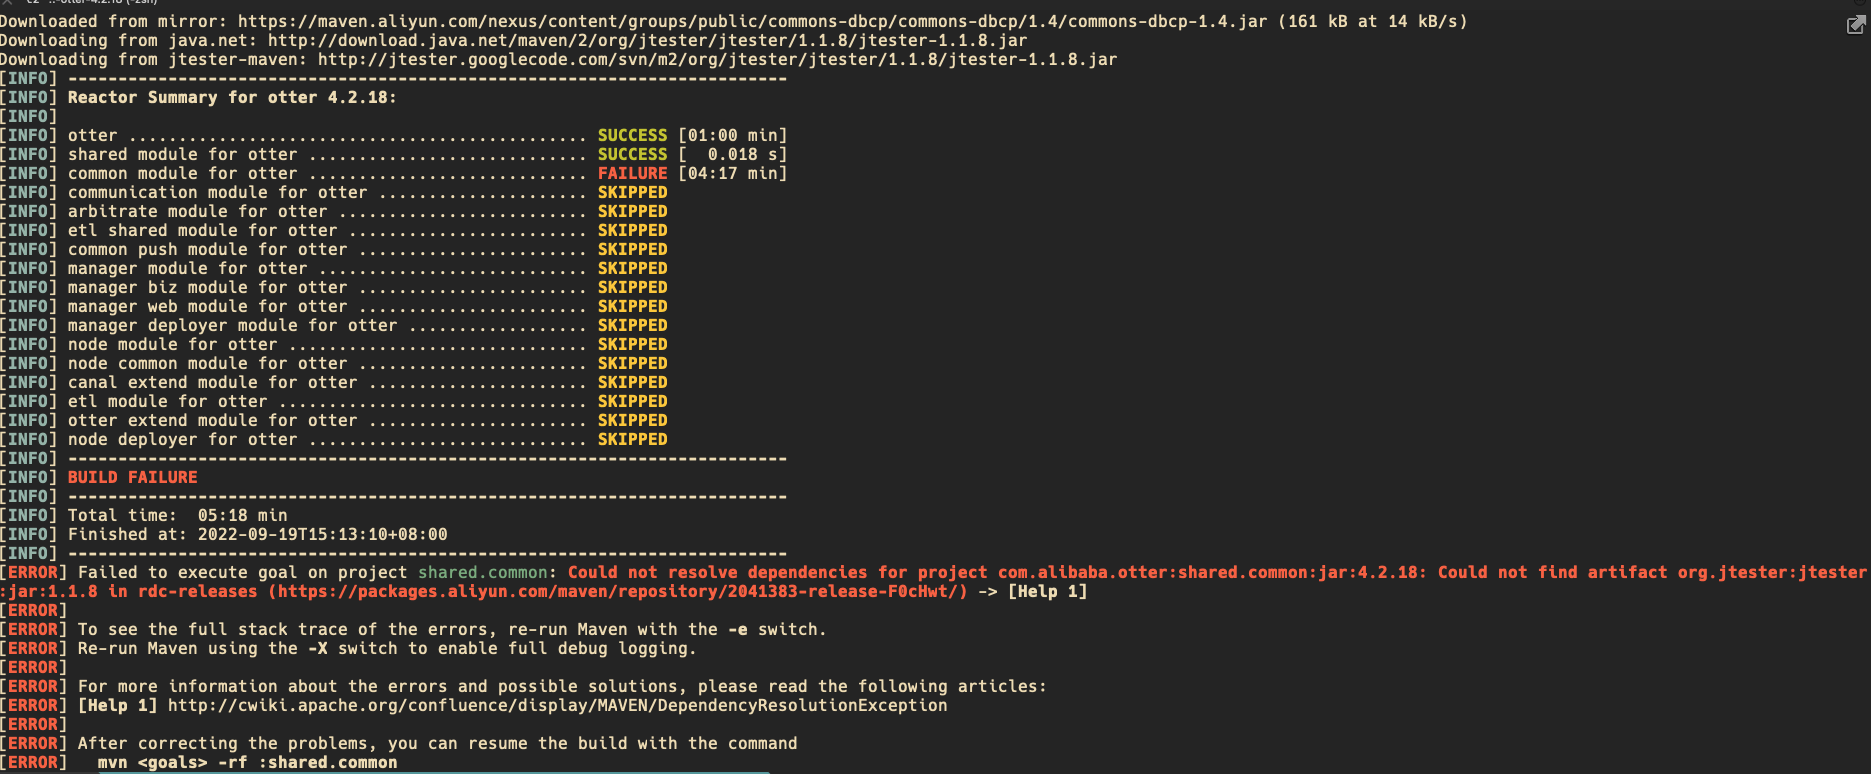 Downloaded from mirror: https://maven.aliyun.com/nexus/content/groups/public/commons-dbcp/commons-dbcp/1.4/commons-dbcp-1.4.jar (161 kB at 14 kB/s)
Downloading from java.net: http://download.java.net/maven/2/org/jtester/jtester/1.1.8/jtester-1.1.8.jar
Downloading from jtester-maven: http://jtester.googlecode.com/svn/m2/org/jtester/jtester/1.1.8/jtester-1.1.8.jar
[INFO] ------------------------------------------------------------------------
[INFO] Reactor Summary for otter 4.2.18:
[INFO]
[INFO] otter .............................................. SUCCESS [01:00 min]
[INFO] shared module for otter ............................ SUCCESS [  0.018 s]
[INFO] common module for otter ............................ FAILURE [04:17 min]
[INFO] communication module for otter ..................... SKIPPED
[INFO] arbitrate module for otter ......................... SKIPPED
[INFO] etl shared module for otter ........................ SKIPPED
[INFO] common push module for otter ....................... SKIPPED
[INFO] manager module for otter ........................... SKIPPED
[INFO] manager biz module for otter ....................... SKIPPED
[INFO] manager web module for otter ....................... SKIPPED
[INFO] manager deployer module for otter .................. SKIPPED
[INFO] node module for otter .............................. SKIPPED
[INFO] node common module for otter ....................... SKIPPED
[INFO] canal extend module for otter ...................... SKIPPED
[INFO] etl module for otter ............................... SKIPPED
[INFO] otter extend module for otter ...................... SKIPPED
[INFO] node deployer for otter ............................ SKIPPED
[INFO] ------------------------------------------------------------------------
[INFO] BUILD FAILURE
[INFO] ------------------------------------------------------------------------
[INFO] Total time:  05:18 min
[INFO] Finished at: 2022-09-19T15:13:10+08:00
[INFO] ------------------------------------------------------------------------
[ERROR] Failed to execute goal on project shared.common: Could not resolve dependencies for project com.alibaba.otter:shared.common:jar:4.2.18: Could not find artifact org.jtester:jtester
:jar:1.1.8 in rdc-releases (https://packages.aliyun.com/maven/repository/2041383-release-F0cHwt/) -> [Help 1]
[ERROR]
[ERROR] To see the full stack trace of the errors, re-run Maven with the -e switch.
[ERROR] Re-run Maven using the -X switch to enable full debug logging.
[ERROR]
[ERROR] For more information about the errors and possible solutions, please read the following articles:
[ERROR] [Help 1] http://cwiki.apache.org/confluence/display/MAVEN/DependencyResolutionException
[ERROR]
[ERROR] After correcting the problems, you can resume the build with the command
[ERROR]   mvn <goals> -rf :shared.common